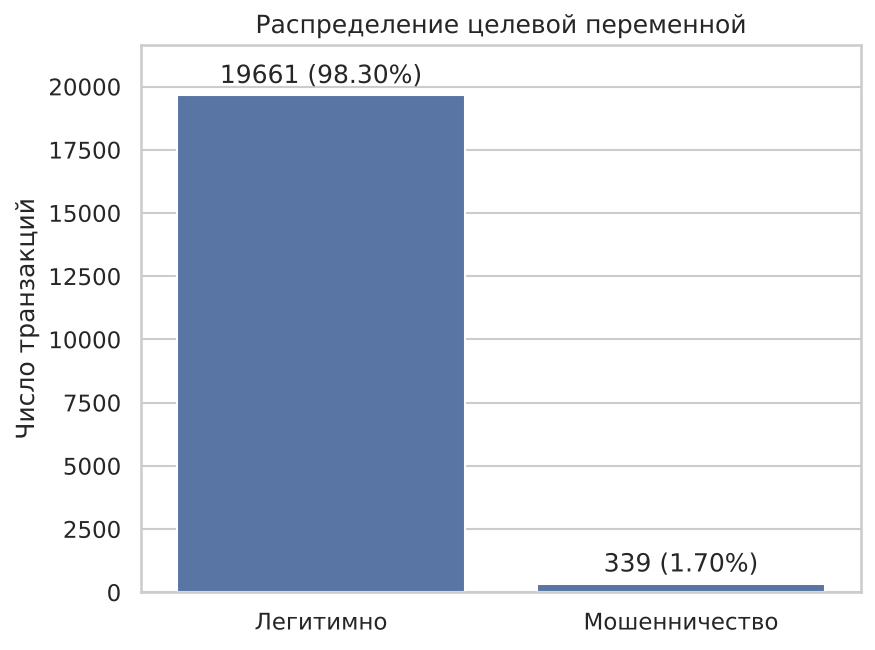 Распределение целевой переменной
19661 (98.30%)
20000
17500
15000
12500
10000
7500
5000
2500
0
Число транзакций
339 (1.70%)
Легитимно
Мошенничество